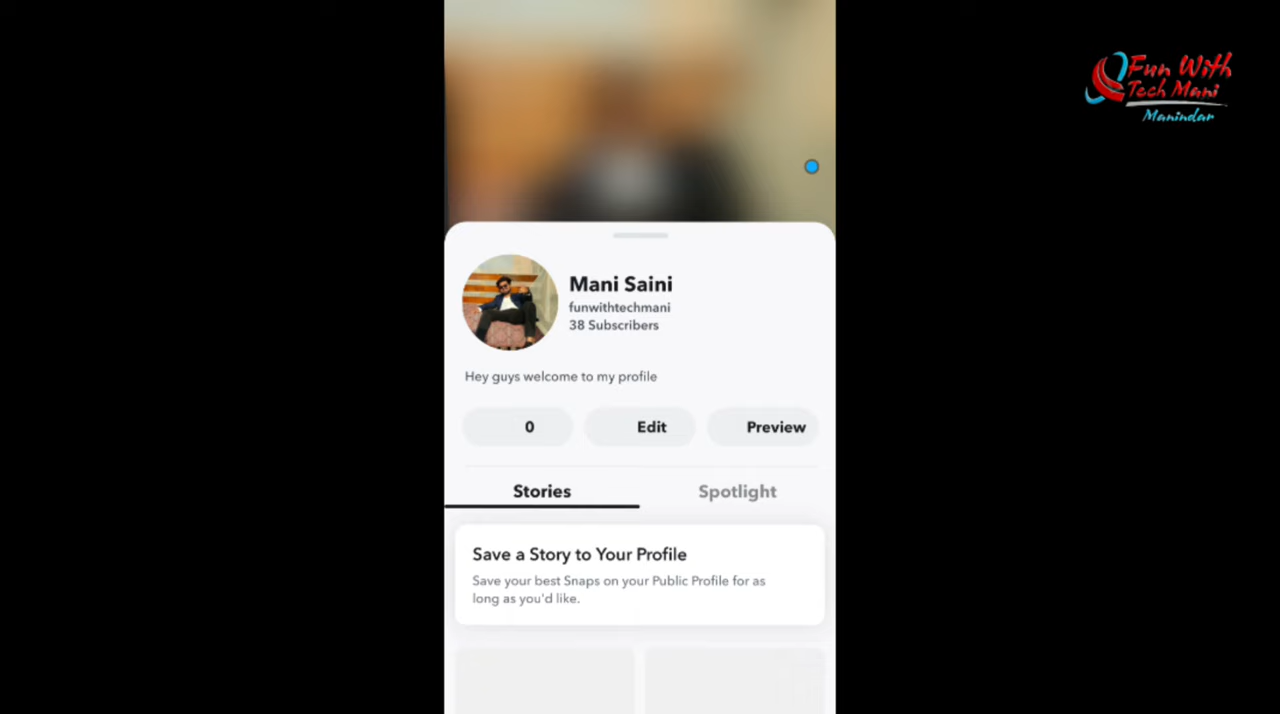 Fun With
Tech Mani
Manindar
Mani Saini
funwithtechmani
38 Subscribers
Hey guys welcome to my profile
0
Edit
Preview
Stories
Spotlight
Save a Story to Your Profile
Save your best Snaps on your Public Profile for as
long as you'd like.